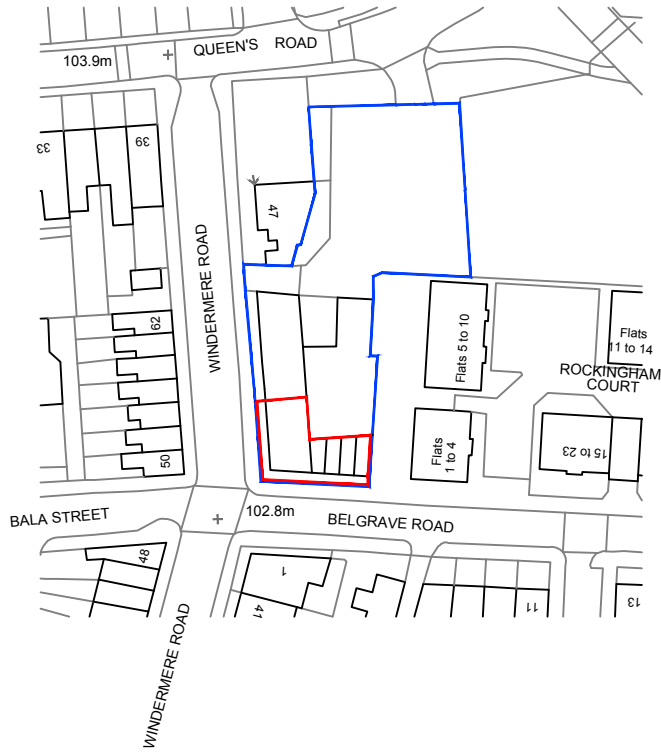 QUEEN'S ROAD
103.9m
33
39
47
WINDERMERE ROAD
62
Flats 5 to 10
Flats
11 to 14
ROCKINGHAM
COURT
Flats
1 to 4
15 to 23
50
102.8m
BALA STREET
BELGRAVE ROAD
48
1
41
11
13
WINDERMERE ROAD